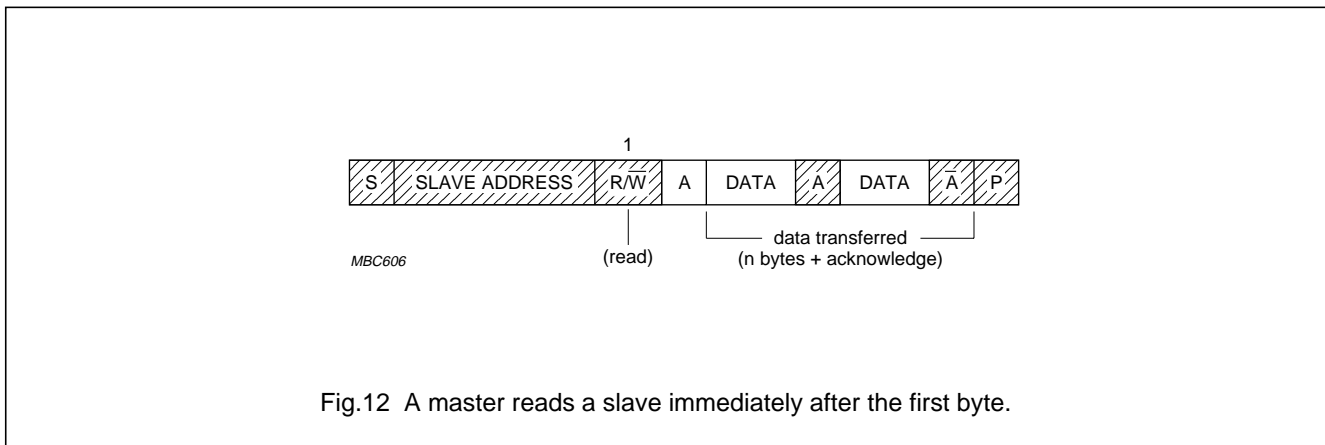 1
S SLAVE ADDRESS R/W̅ A DATA A DATA A̅ P
data transferred
(n bytes + acknowledge)
(read)
MBC606
Fig.12 A master reads a slave immediately after the first byte.